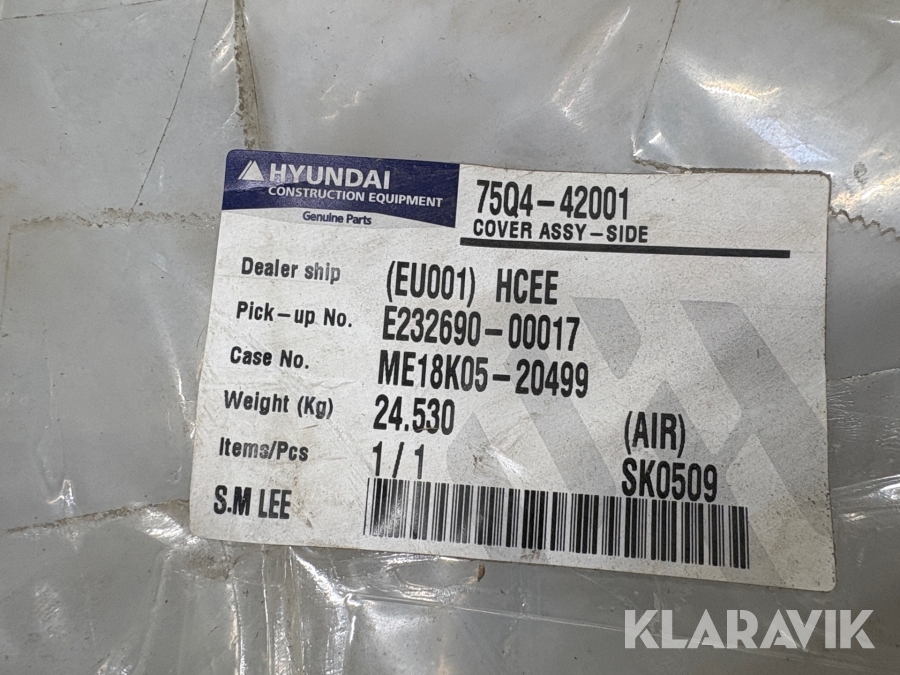 HYUNDAI
CONSTRUCTION EQUIPMENT
Genuine Parts
75Q4-42001
COVER ASSY-SIDE
Dealer ship (EU001) HCEE
Pick-up No. E232690-00017
Case No. ME18K05-20499
Weight (Kg) 24.530
(AIR)
Items/Pcs 1/1
SK0509
S.M LEE
KLARAVIK